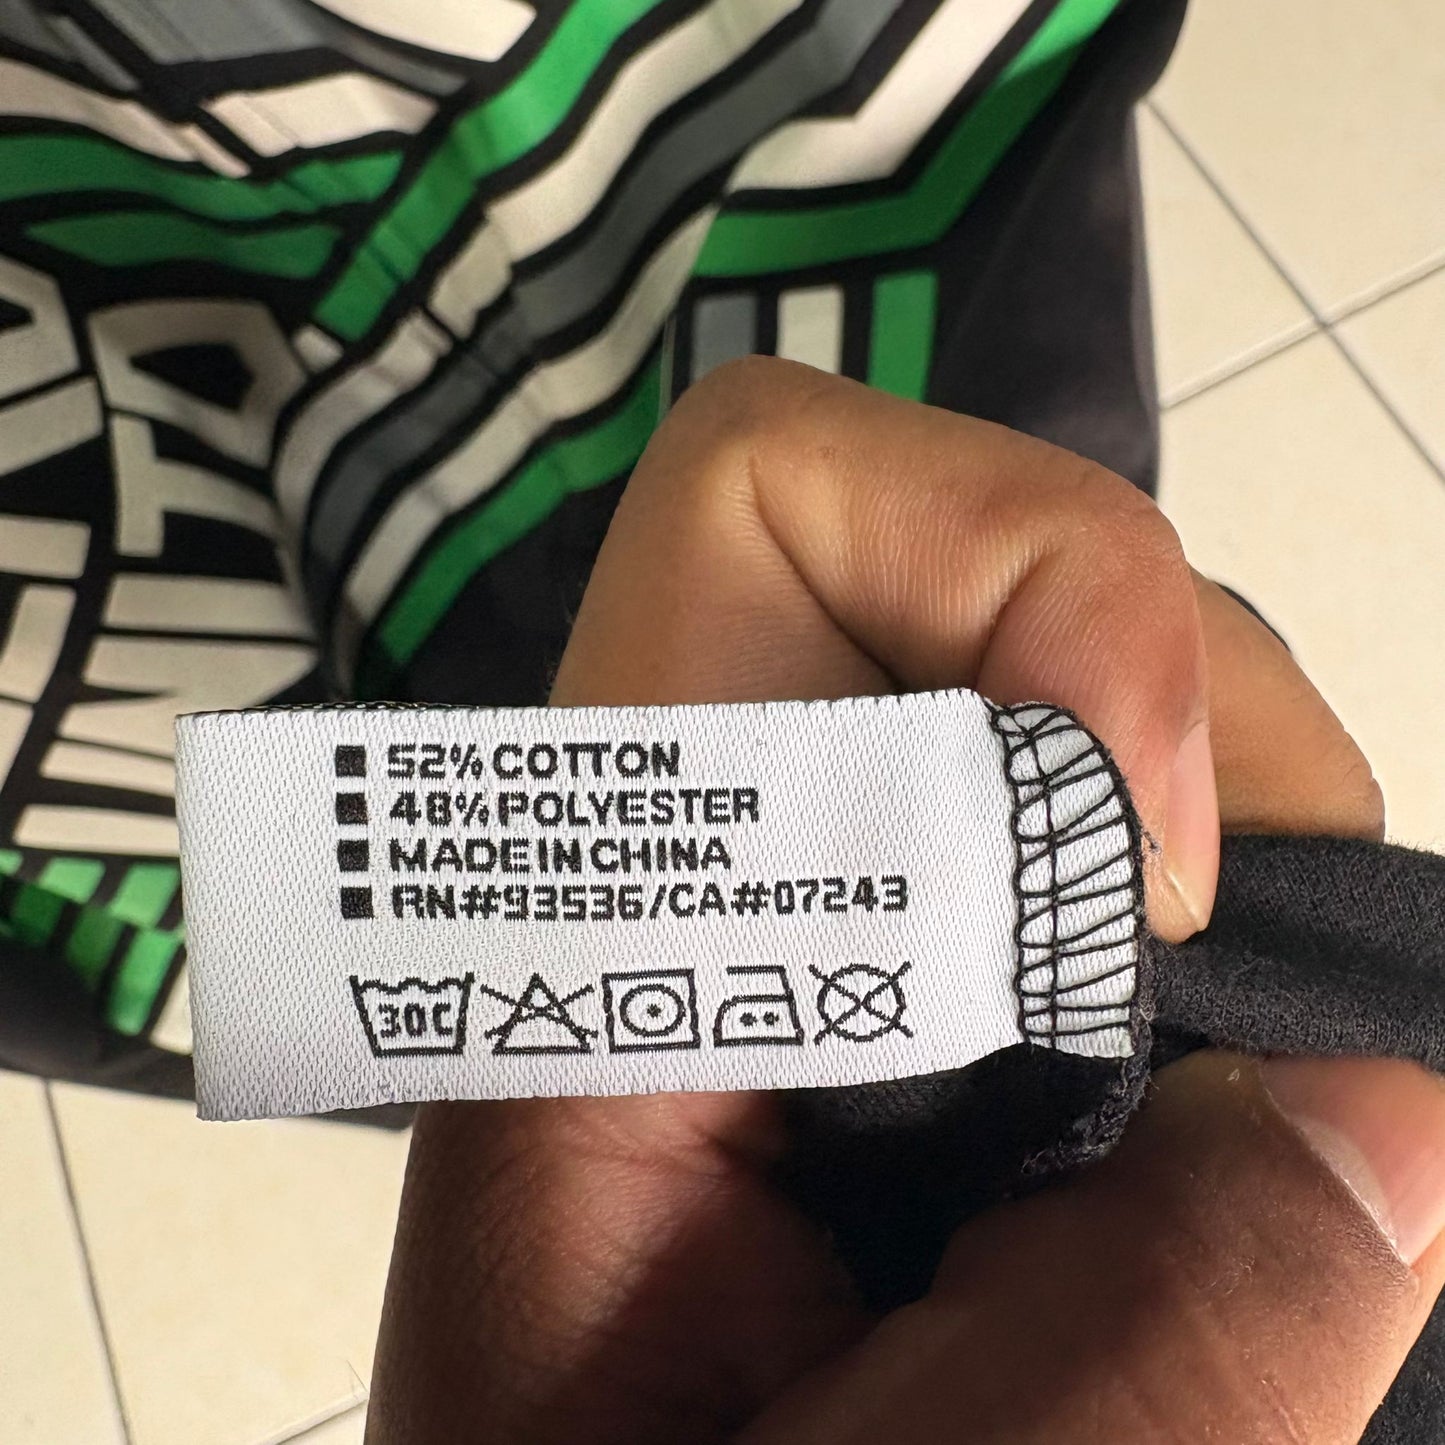 52% COTTON
48% POLYESTER
MADE IN CHINA
RN#93536/CA#07243
30C